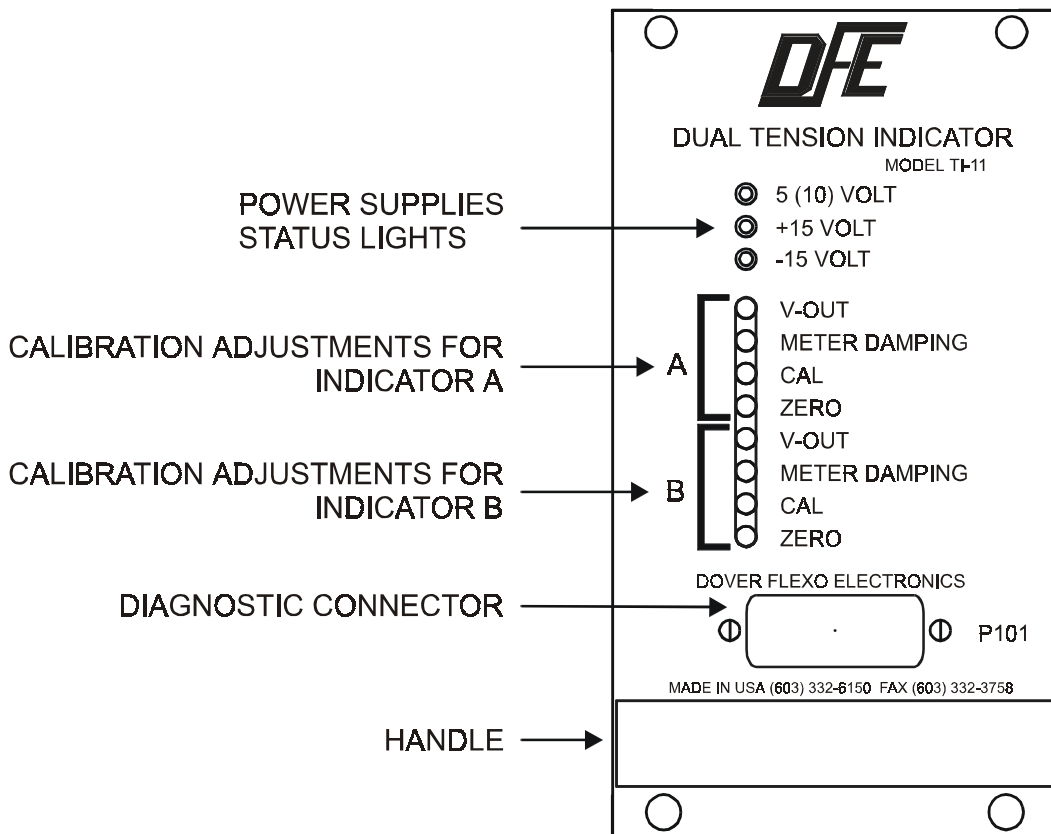 DFE
DUAL TENSION INDICATOR
MODEL TI-11
POWER SUPPLIES
STATUS LIGHTS
5 (10) VOLT
+15 VOLT
-15 VOLT
CALIBRATION ADJUSTMENTS FOR
INDICATOR A
A
V-OUT
METER DAMPING
CAL
ZERO
CALIBRATION ADJUSTMENTS FOR
INDICATOR B
B
V-OUT
METER DAMPING
CAL
ZERO
DOVER FLEXO ELECTRONICS
DIAGNOSTIC CONNECTOR
P101
MADE IN USA (603) 332-6150 FAX (603) 332-3758
HANDLE